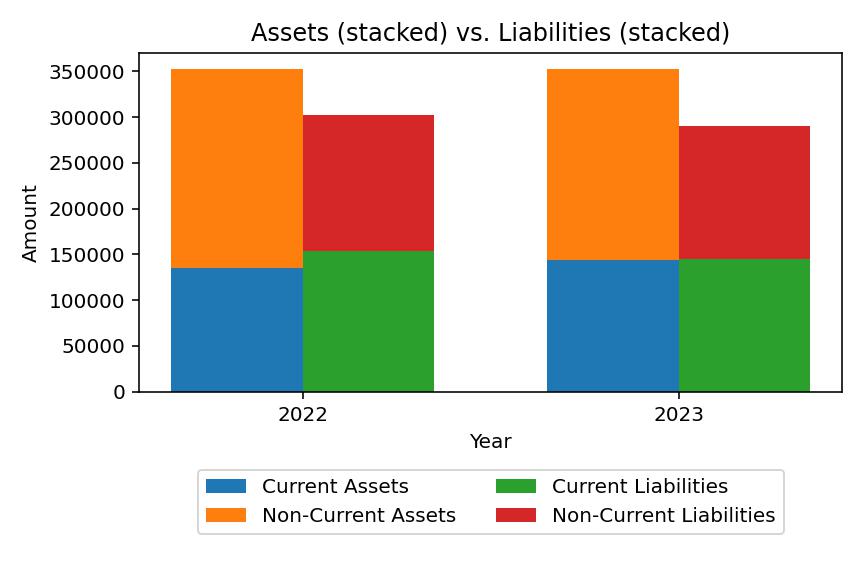 Assets (stacked) vs. Liabilities (stacked)
350000
300000
250000
200000
150000
100000
50000
0
Amount
2022 2023
Year
Current Assets Current Liabilities
Non-Current Assets Non-Current Liabilities